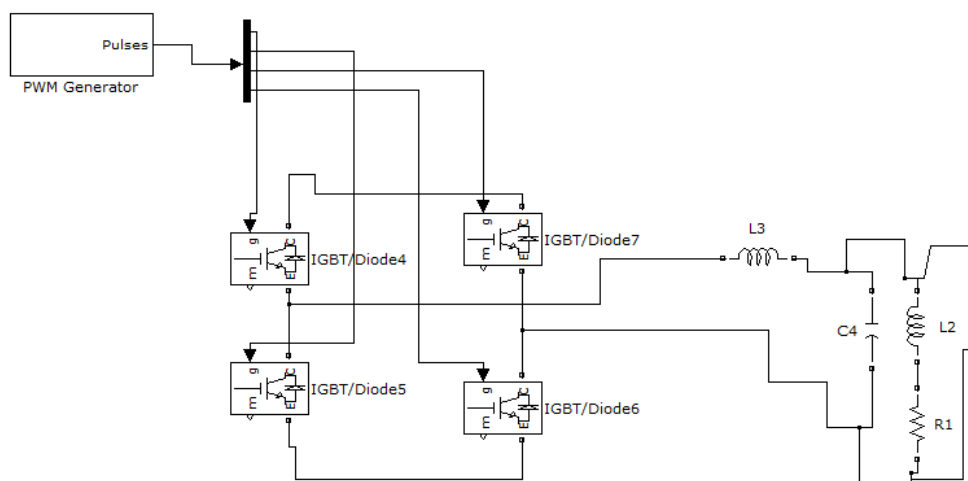 Pulses
PWM Generator
g
C
m
E
IGBT/Diode4
g
C
m
E
IGBT/Diode7
L3
g
C
m
E
IGBT/Diode5
g
C
m
E
IGBT/Diode6
C4
L2
R1